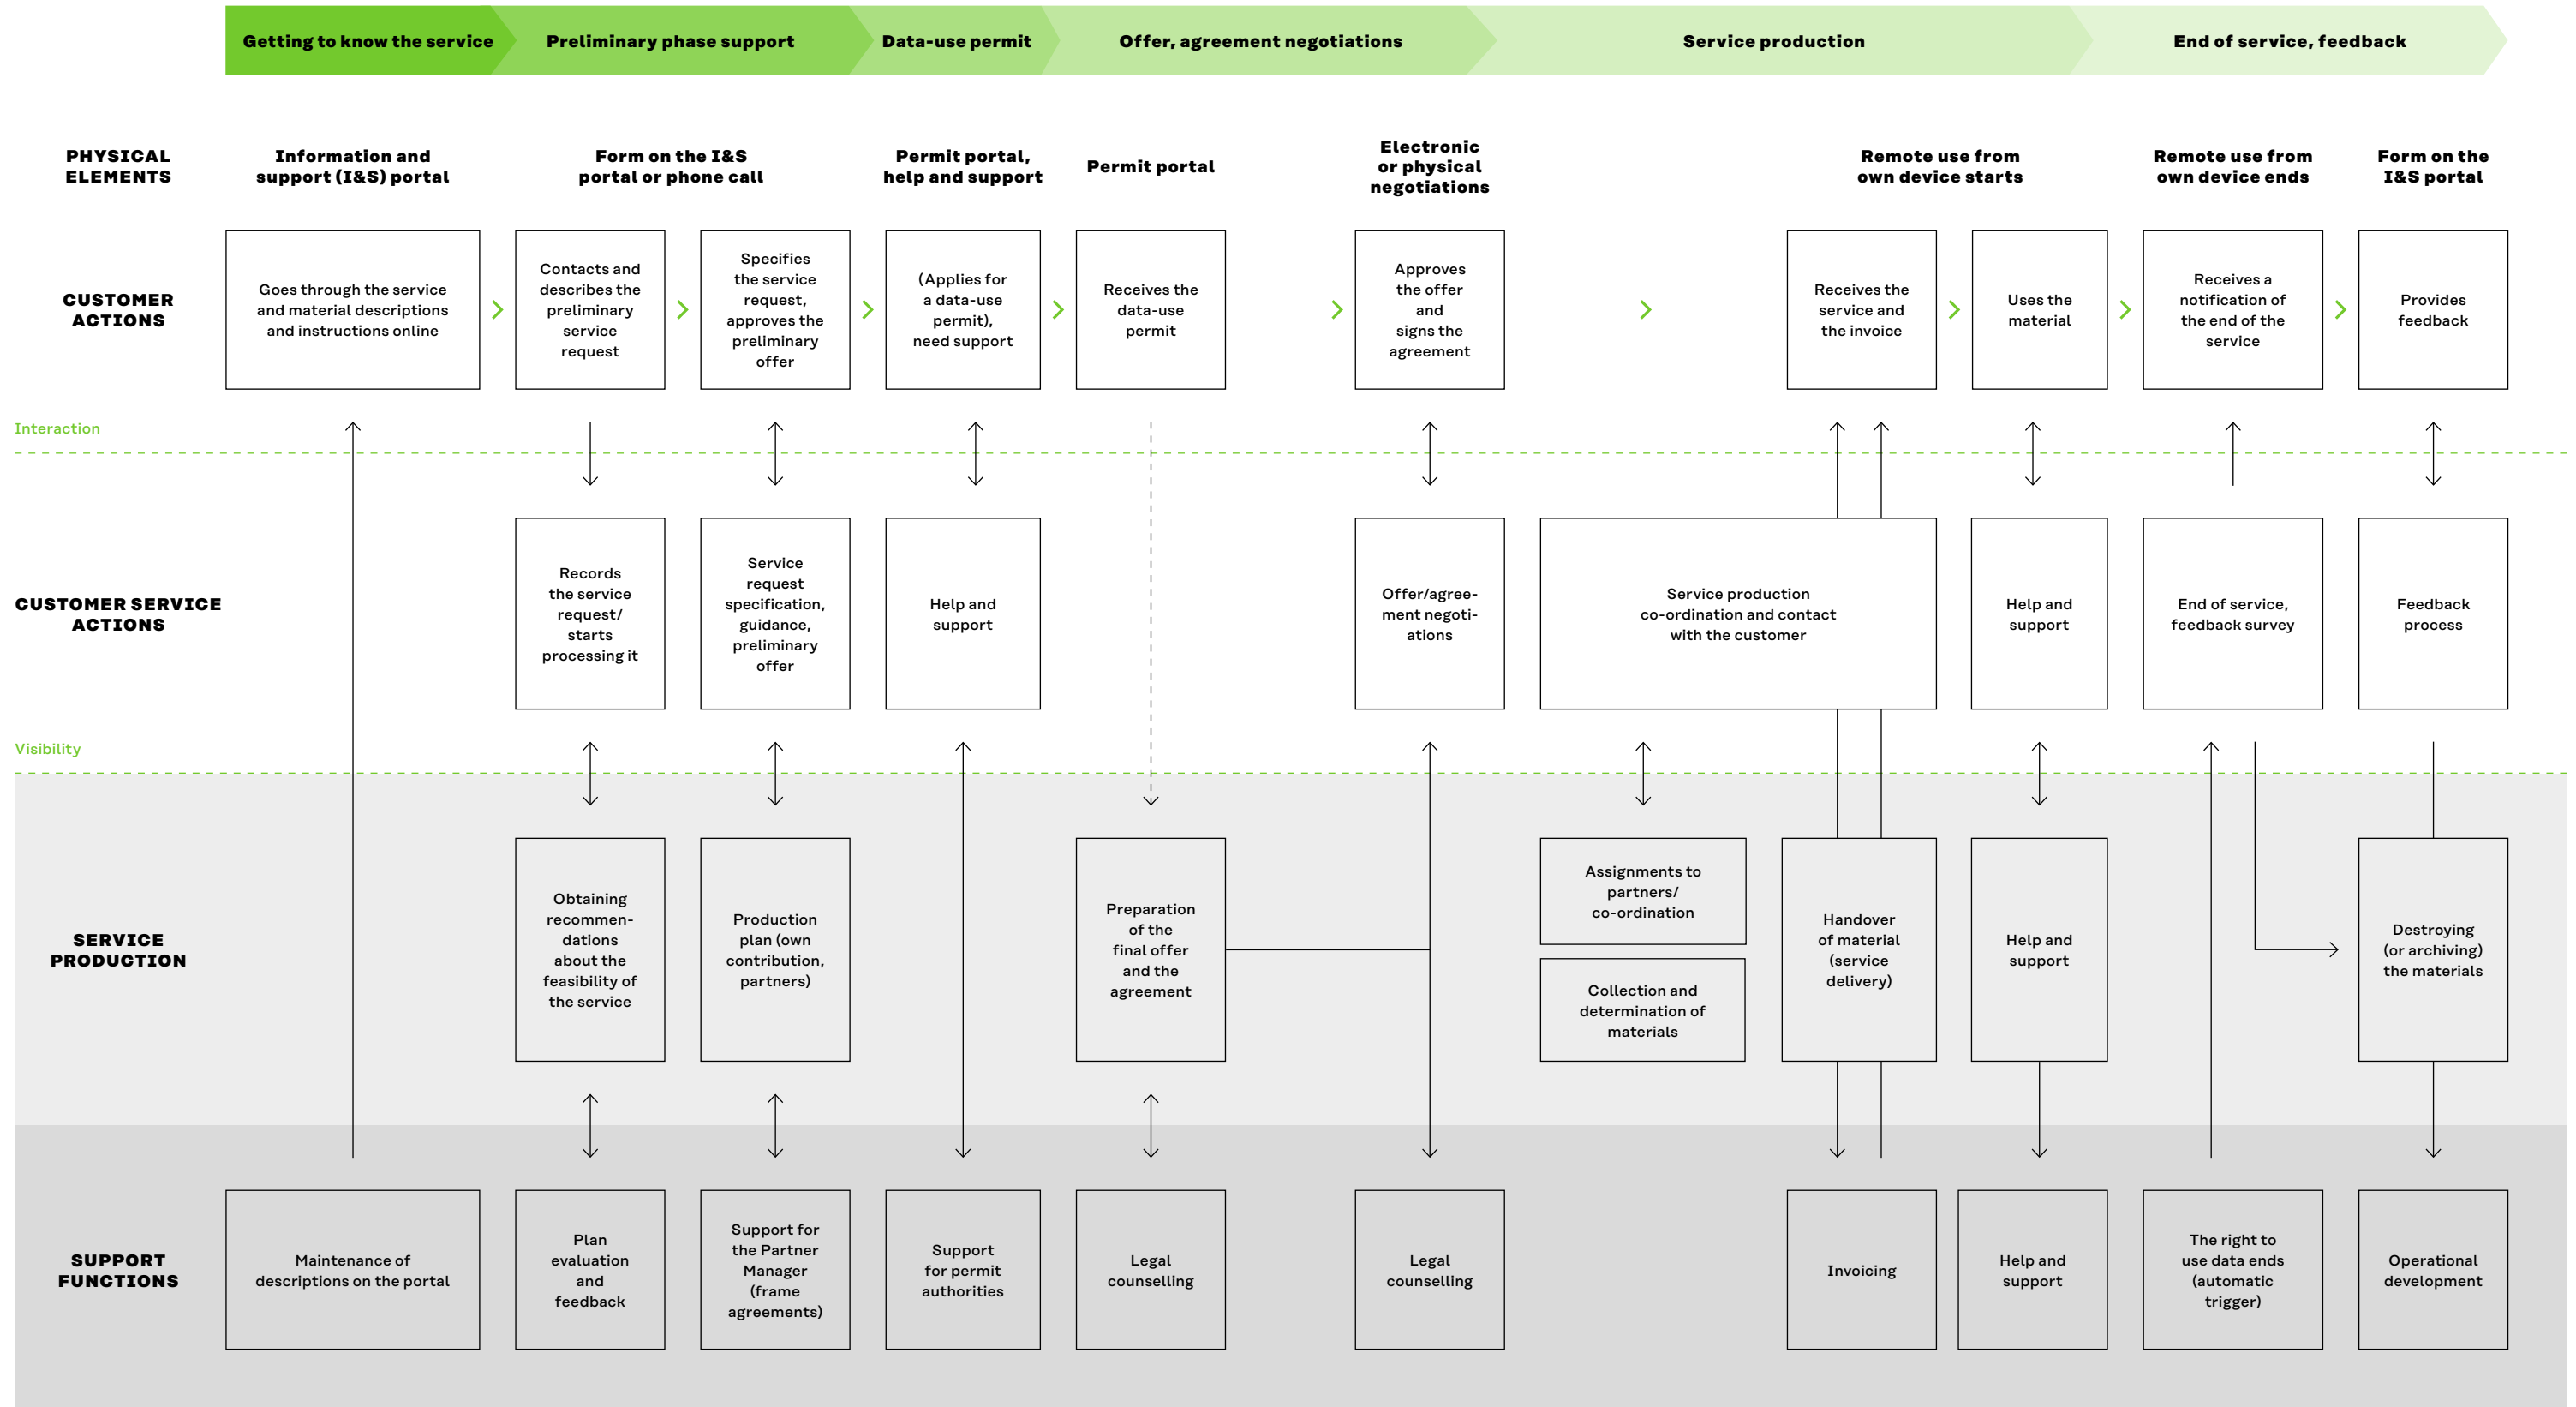 Getting to know the service
Preliminary phase support
Data-use permit
Offer, agreement negotiations
Service production
End of service, feedback
PHYSICAL
ELEMENTS
Information and
support (I&S) portal
Form on the I&S
portal or phone call
Permit portal,
help and support
Permit portal
Electronic
or physical
negotiations
Remote use from
own device starts
Remote use from
own device ends
Form on the
I&S portal
CUSTOMER
ACTIONS
Goes through the service
and material descriptions
and instructions online
Contacts and
describes the
preliminary
service
request
Specifies
the service
request,
approves the
preliminary
offer
(Applies for
a data-use
permit),
need support
Receives the
data-use
permit
Approves
the offer
and
signs the
agreement
Receives the
service and
the invoice
Uses the
material
Receives a
notification of
the end of the
service
Provides
feedback
Interaction
CUSTOMER SERVICE
ACTIONS
Records
the service
request/
starts
processing it
Service
request
specification,
guidance,
preliminary
offer
Help and
support
Offer/agree-
ment negoti-
ations
Service production
co-ordination and contact
with the customer
Help and
support
End of service,
feedback survey
Feedback
process
Visibility
SERVICE
PRODUCTION
Obtaining
recommen-
dations
about the
feasibility of
the service
Production
plan (own
contribution,
partners)
Preparation
of the
final offer
and the
agreement
Assignments to
partners/
co-ordination
Collection and
determination of
materials
Handover
of material
(service
delivery)
Help and
support
Destroying
(or archiving)
the materials
SUPPORT
FUNCTIONS
Maintenance of
descriptions on the portal
Plan
evaluation
and
feedback
Support for
the Partner
Manager
(frame
agreements)
Support
for permit
authorities
Legal
counselling
Legal
counselling
Invoicing
Help and
support
The right to
use data ends
(automatic
trigger)
Operational
development